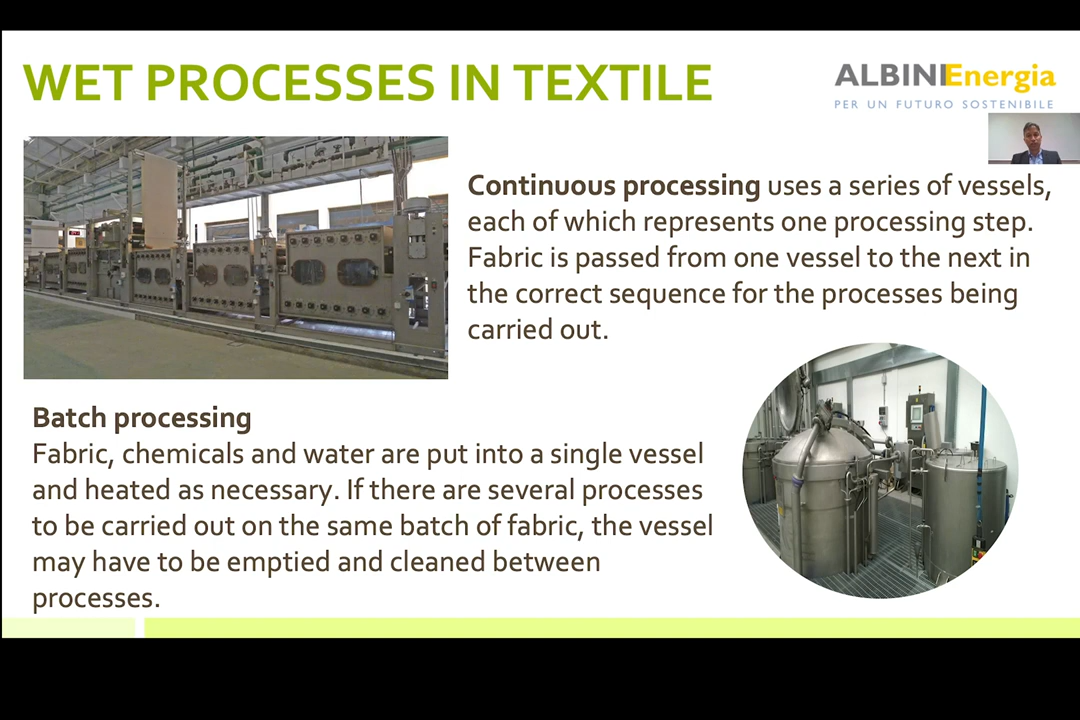 WET PROCESSES IN TEXTILE
ALBINIEnergia
PER UN FUTURO SOSTENIBILE
Continuous processing uses a series of vessels,
each of which represents one processing step.
Fabric is passed from one vessel to the next in
the correct sequence for the processes being
carried out.
Batch processing
Fabric, chemicals and water are put into a single vessel
and heated as necessary. If there are several processes
to be carried out on the same batch of fabric, the vessel
may have to be emptied and cleaned between
processes.